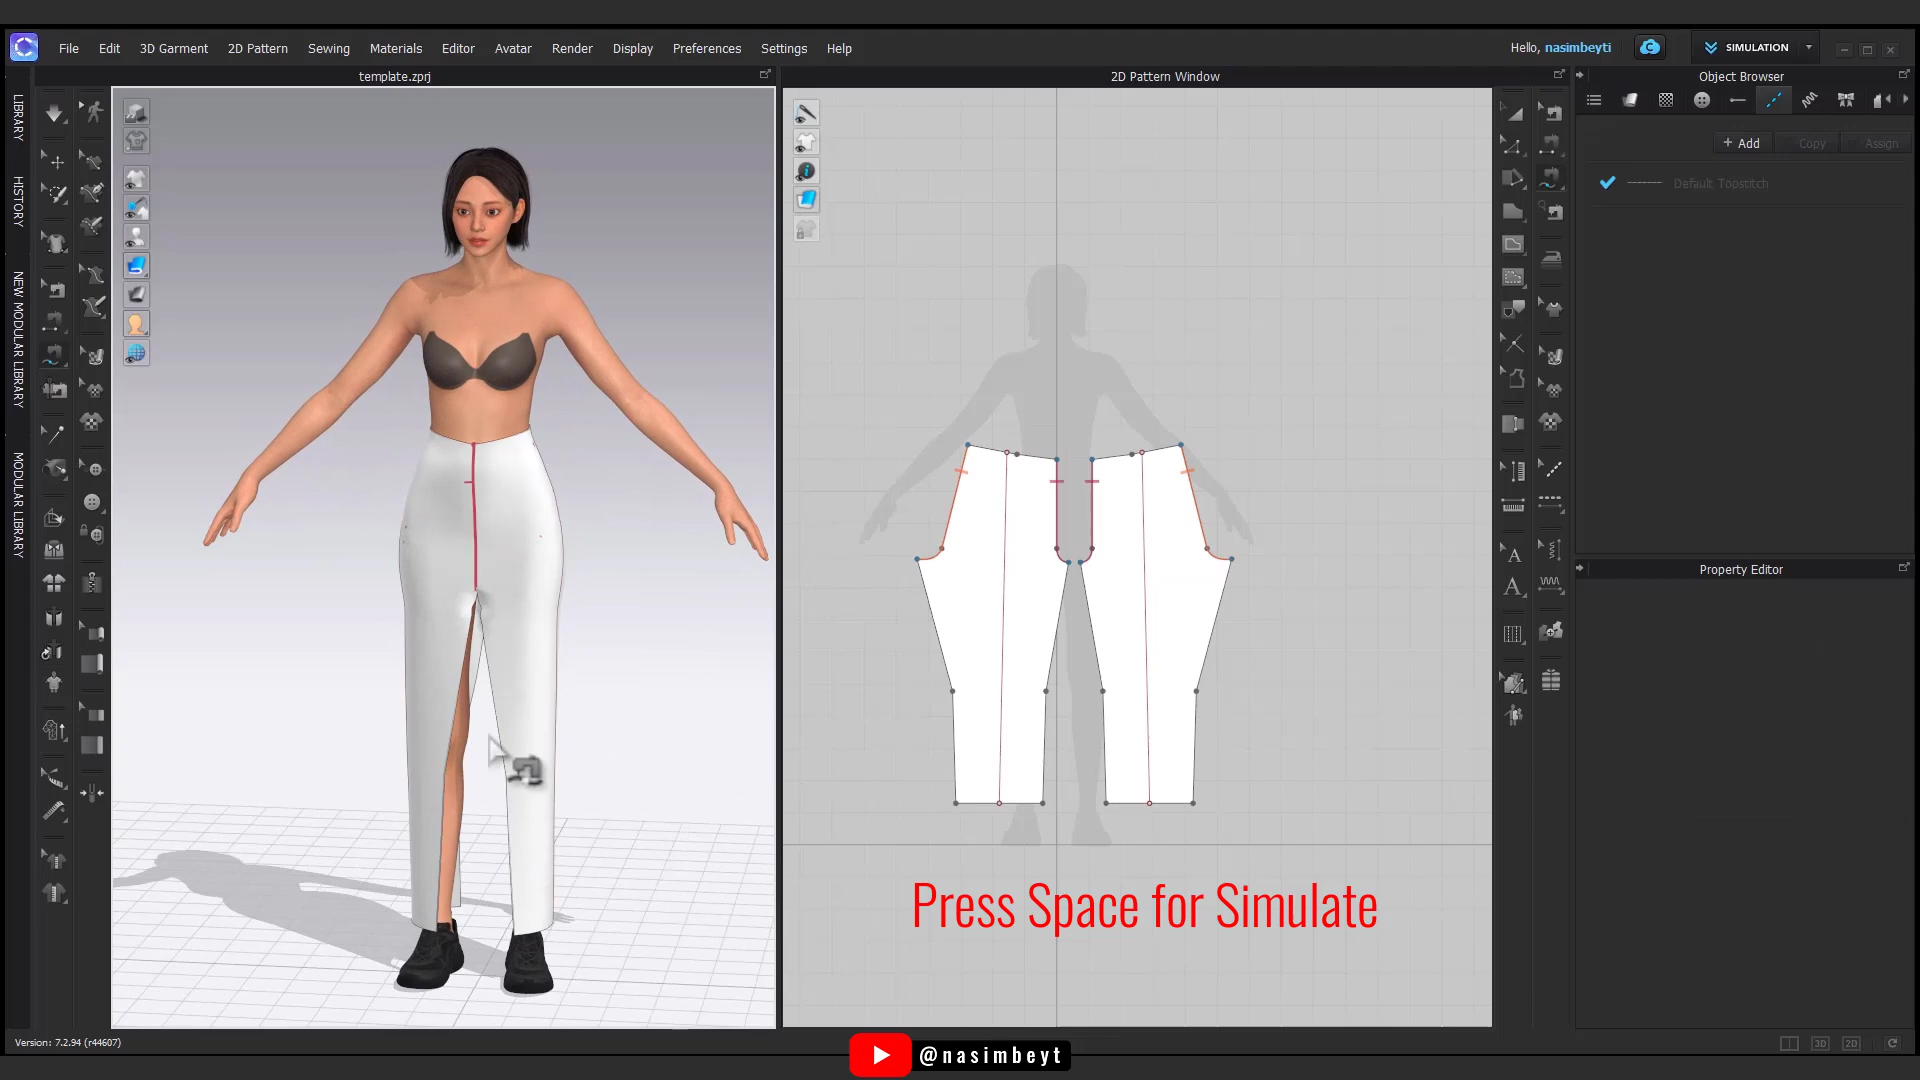 File Edit 3D Garment 2D Pattern Sewing Materials Editor Avatar Render Display Preferences Settings Help
Hello, nasimbeyti
SIMULATION
template.zprj
2D Pattern Window
Object Browser
LIBRARY
HISTORY
NEW MODULAR LIBRARY
MODULAR LIBRARY
+ Add Copy Assign
Default Topstitch
Property Editor
Press Space for Simulate
Version: 7.2.94 (r44607)
3D 2D
@nasimbeyt